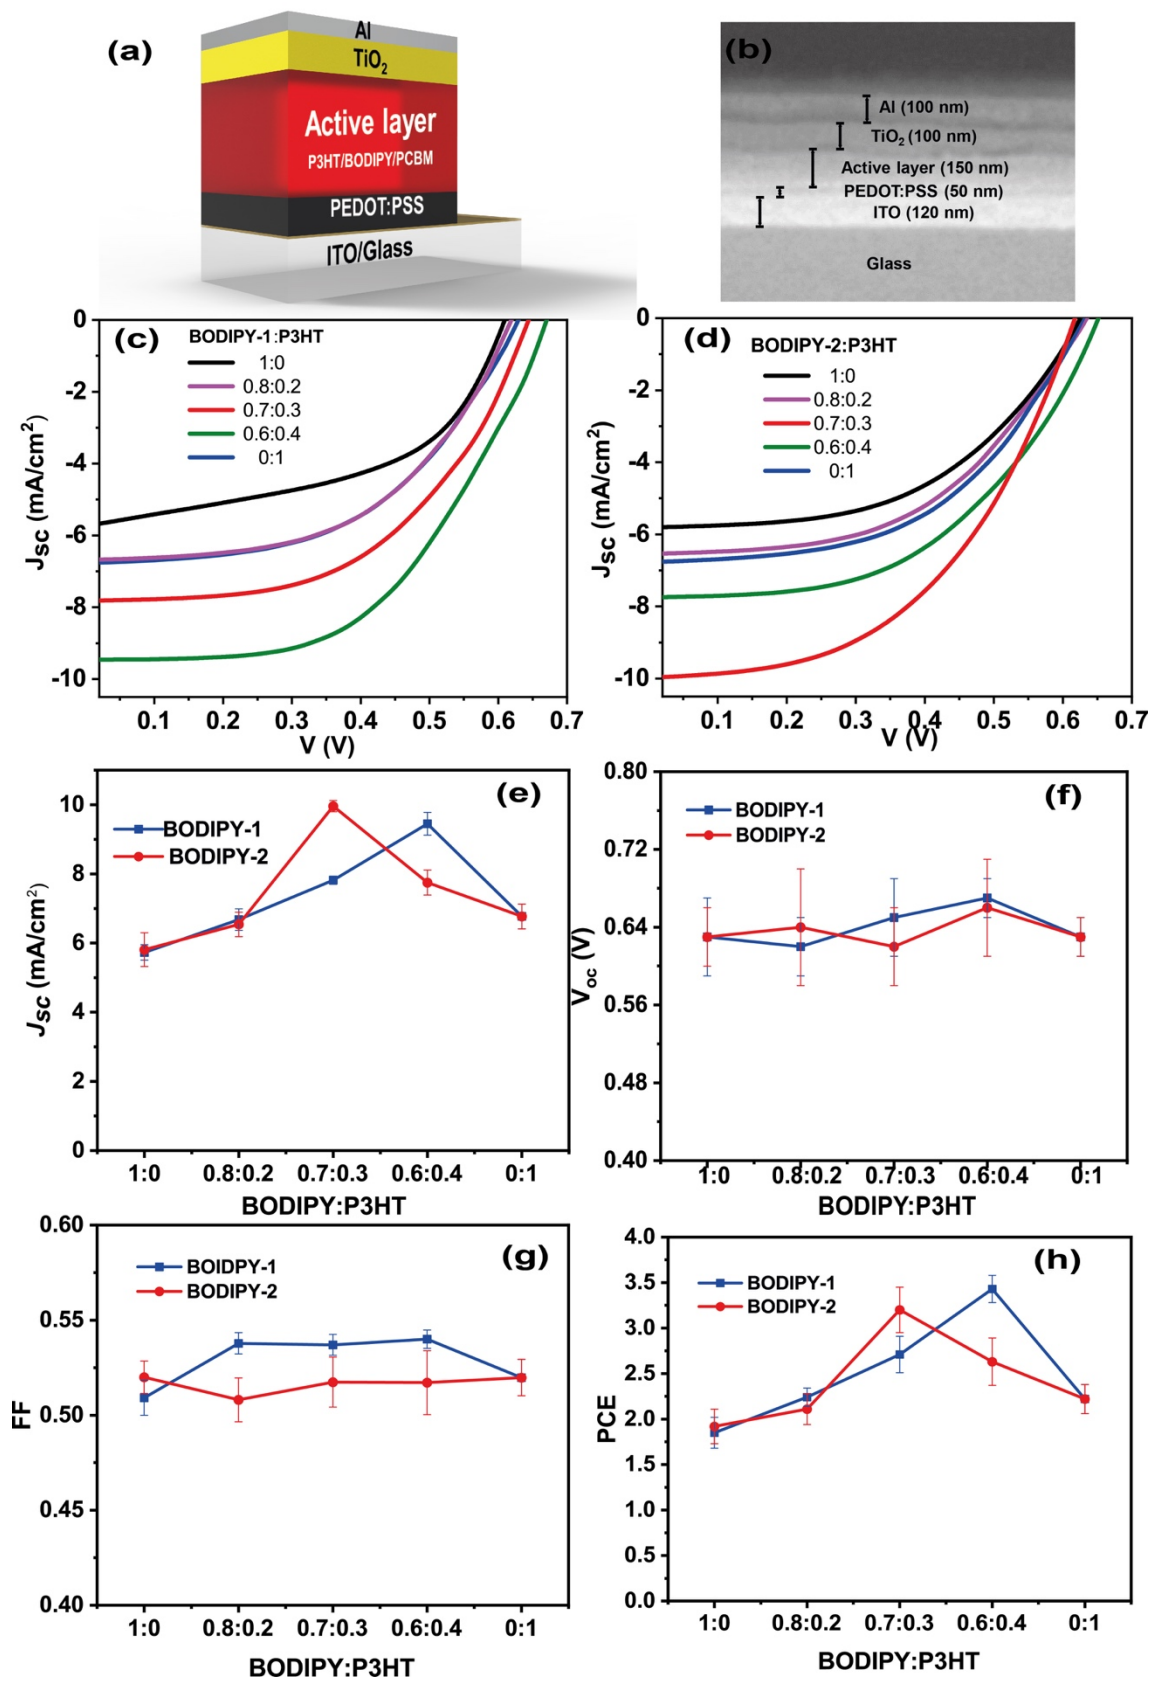 (a)
Al
TiO2
Active layer
P3HT/BODIPY/PCBM
PEDOT:PSS
ITO/Glass
(b)
Al (100 nm)
TiO2 (100 nm)
Active layer (150 nm)
PEDOT:PSS (50 nm)
ITO (120 nm)
Glass
(c)
BODIPY-1:P3HT
1:0
0.8:0.2
0.7:0.3
0.6:0.4
0:1
0
-2
-4
-6
-8
-10
JSC (mA/cm2)
0.1 0.2 0.3 0.4 0.5 0.6 0.7
V (V)
(d)
BODIPY-2:P3HT
1:0
0.8:0.2
0.7:0.3
0.6:0.4
0:1
0
-2
-4
-6
-8
-10
JSC (mA/cm2)
0.1 0.2 0.3 0.4 0.5 0.6 0.7
V (V)
(e)
BODIPY-1
BODIPY-2
10
8
6
4
2
0
JSC (mA/cm2)
1:0 0.8:0.2 0.7:0.3 0.6:0.4 0:1
BODIPY:P3HT
(f)
BODIPY-1
BODIPY-2
0.80
0.72
0.64
0.56
0.48
0.40
Voc (V)
1:0 0.8:0.2 0.7:0.3 0.6:0.4 0:1
BODIPY:P3HT
(g)
BOIDPY-1
BODIPY-2
0.60
0.55
0.50
0.45
0.40
FF
1:0 0.8:0.2 0.7:0.3 0.6:0.4 0:1
BODIPY:P3HT
(h)
BODIPY-1
BODIPY-2
4.0
3.5
3.0
2.5
2.0
1.5
1.0
0.5
0.0
PCE
1:0 0.8:0.2 0.7:0.3 0.6:0.4 0:1
BODIPY:P3HT